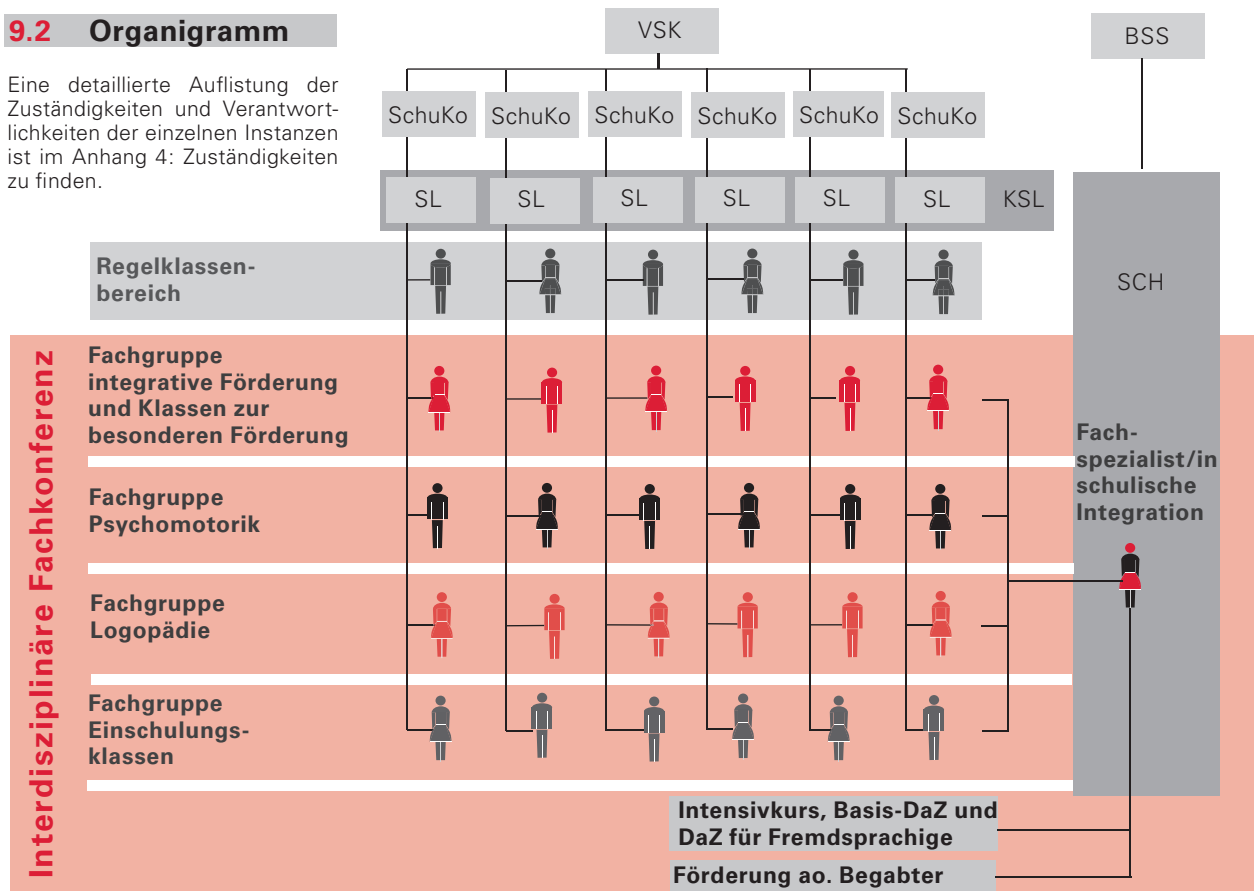 9.2 Organigramm
Eine detaillierte Auflistung der
Zuständigkeiten und Verantwort-
lichkeiten der einzelnen Instanzen
ist im Anhang 4: Zuständigkeiten
zu finden.
VSK
BSS
SchuKo SchuKo SchuKo SchuKo SchuKo SchuKo
SL SL SL SL SL SL KSL
SCH
Regelklassen-
bereich
Interdisziplinäre Fachkonferenz
Fachgruppe
integrative Förderung
und Klassen zur
besonderen Förderung
Fachgruppe
Psychomotorik
Fachgruppe
Logopädie
Fachgruppe
Einschulungs-
klassen
Fach-
spezialist/in
schulische
Integration
Intensivkurs, Basis-DaZ und
DaZ für Fremdsprachige
Förderung ao. Begabter